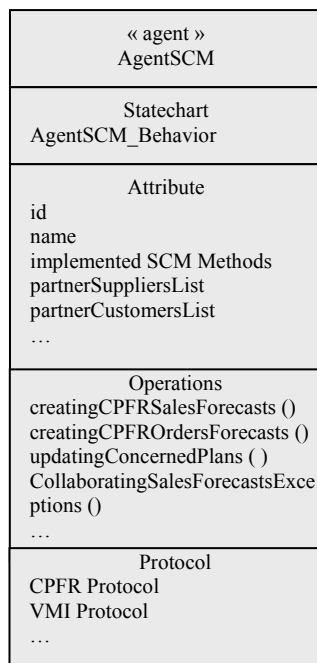 « agent »
AgentSCM
Statechart
AgentSCM_Behavior
Attribute
id
name
implemented SCM Methods
partnerSuppliersList
partnerCustomersList
…
Operations
creatingCPFRSalesForecasts ()
creatingCPFROrdersForecasts ()
updatingConcernedPlans ( )
CollaboratingSalesForecastsExce
ptions ()
…
Protocol
CPFR Protocol
VMI Protocol
…